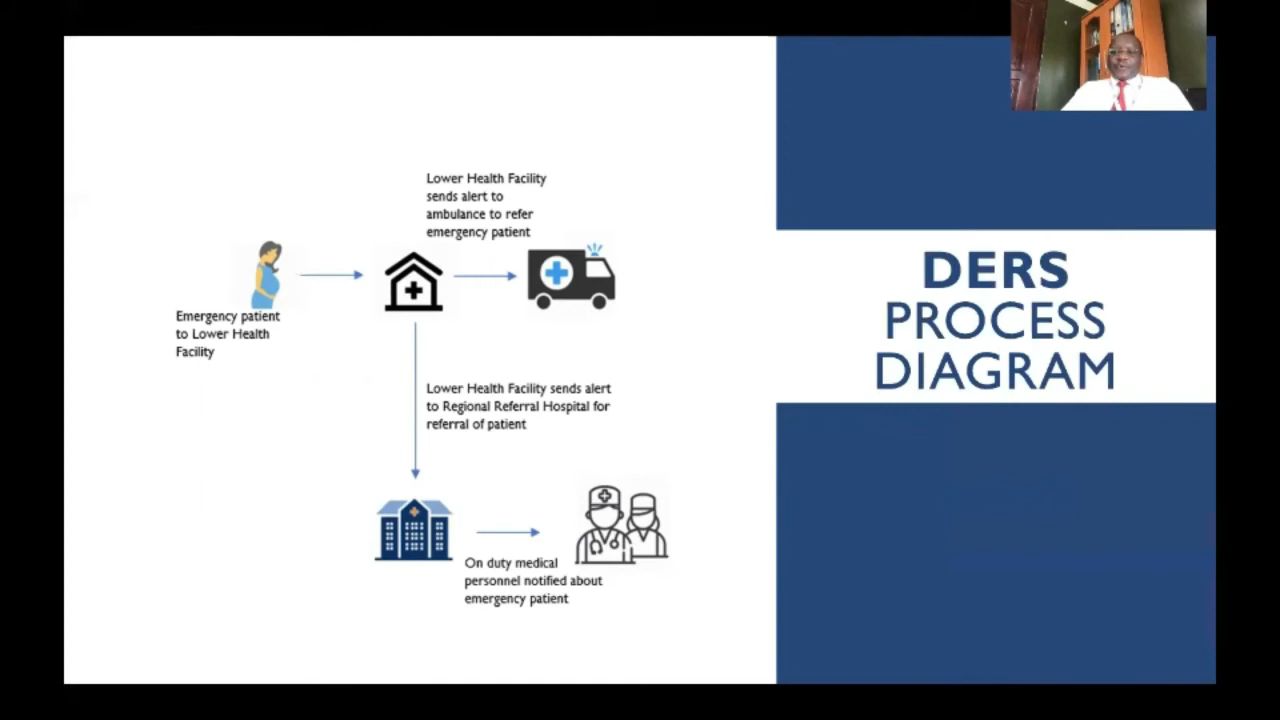 Lower Health Facility
sends alert to
ambulance to refer
emergency patient
Emergency patient
to Lower Health
Facility
Lower Health Facility sends alert
to Regional Referral Hospital for
referral of patient
On duty medical
personnel notified about
emergency patient
DERS
PROCESS
DIAGRAM